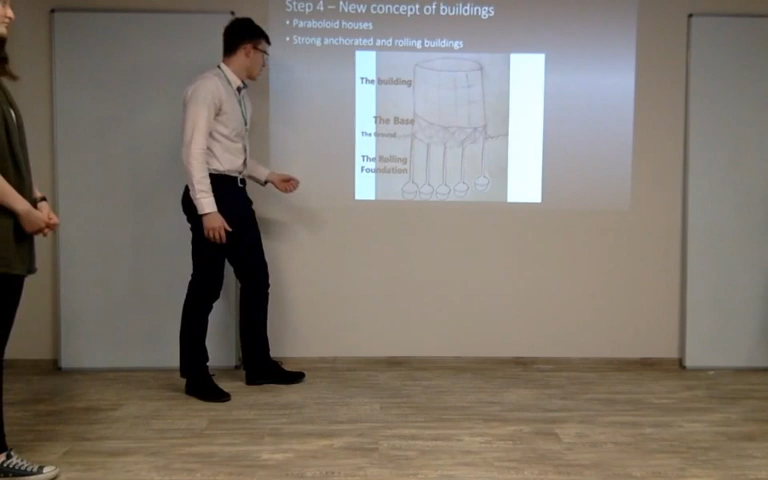 Step 4 – New concept of buildings
• Paraboloid houses
• Strong anchorated and rolling buildings
The building
The Base
The Ground
The Rolling
Foundation